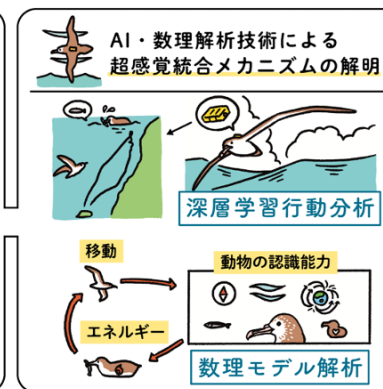 AI・数理解析技術による
超感覚統合メカニズムの解明
深層学習行動分析
移動
動物の認識能力
エネルギー
数理モデル解析